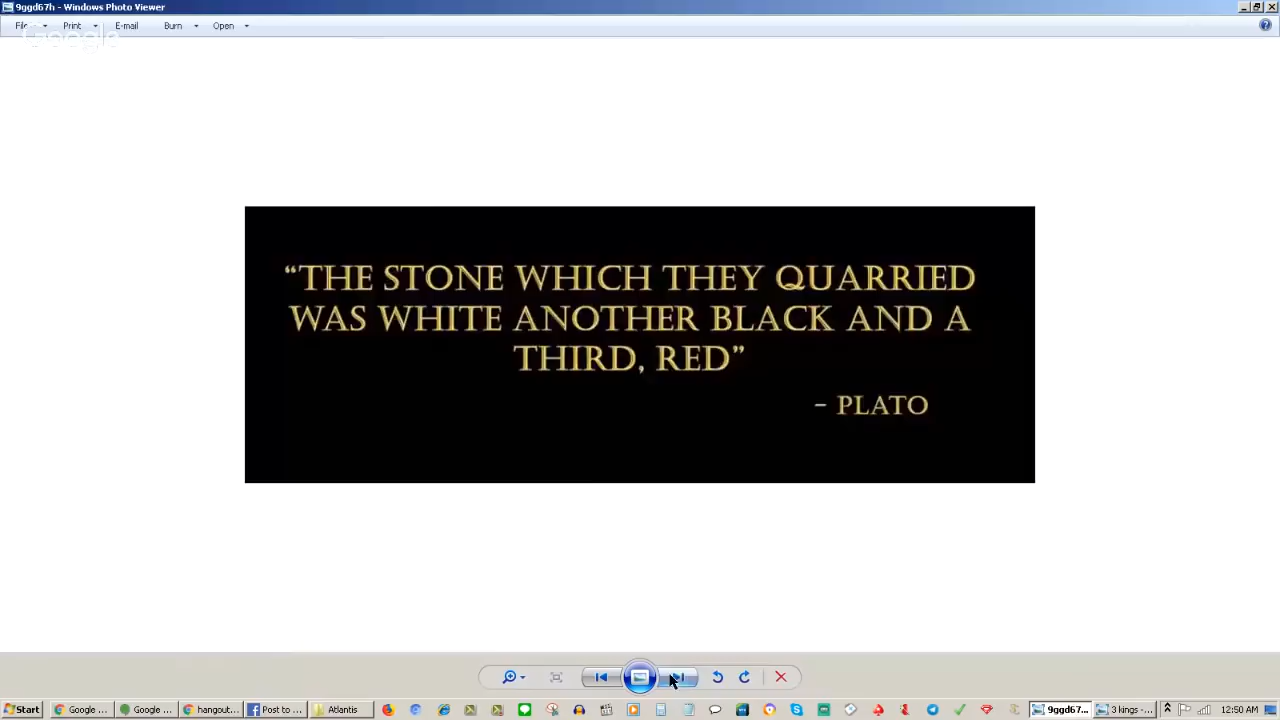 9ggd67h - Windows Photo Viewer
File Print E-mail Burn Open
Google
“THE STONE WHICH THEY QUARRIED
WAS WHITE ANOTHER BLACK AND A
THIRD, RED”
– PLATO
Start Google ... Google ... hangout... Post to ... Atlantis 9ggd67... 3 kings -... 12:50 AM